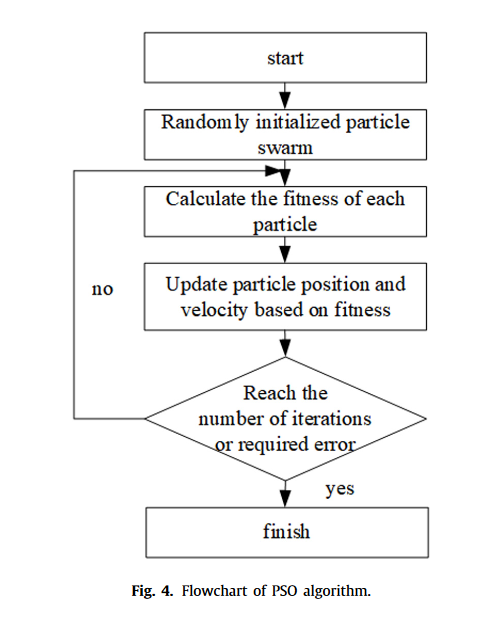 start
Randomly initialized particle
swarm
Calculate the fitness of each
particle
Update particle position and
velocity based on fitness
no
Reach the
number of iterations
or required error
yes
finish
Fig. 4. Flowchart of PSO algorithm.